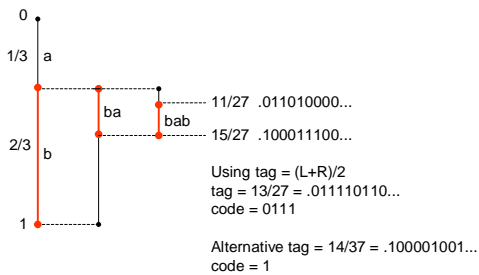 0
1/3 a
ba
bab
2/3 b
1
11/27 .011010000...
15/27 .100011100...
Using tag = (L+R)/2
tag = 13/27 = .011110110...
code = 0111
Alternative tag = 14/37 = .100001001...
code = 1